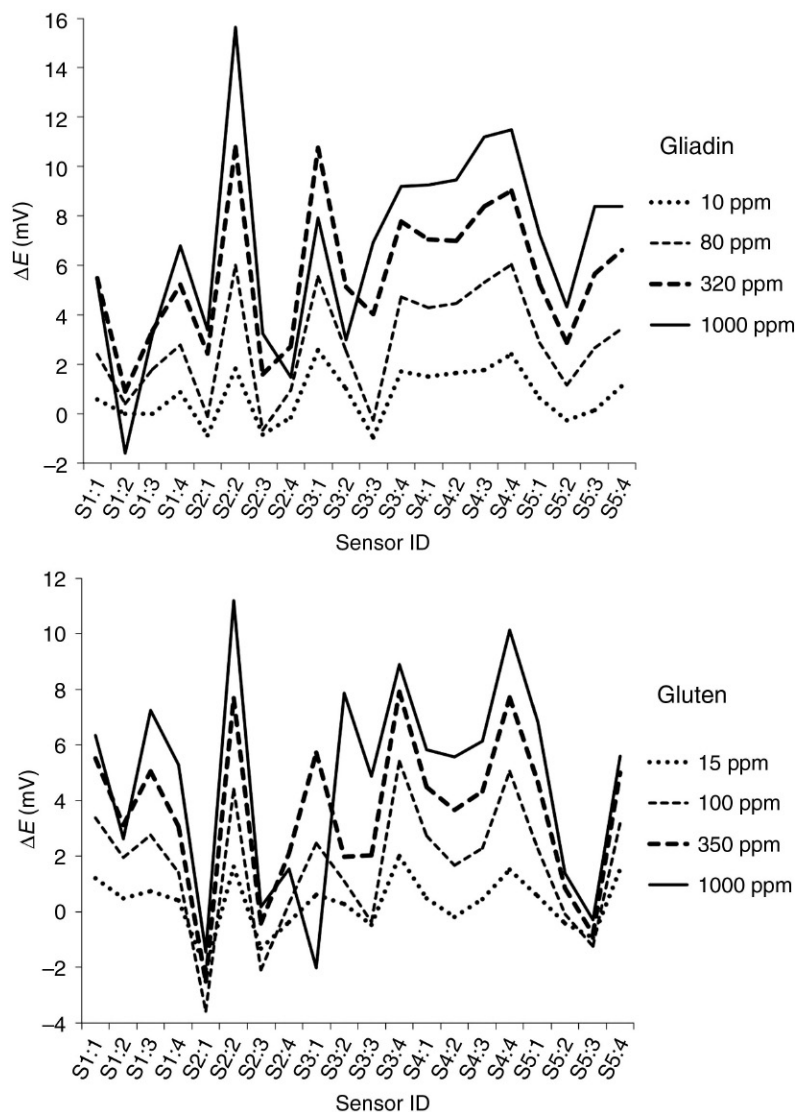 16
14
12
10
8
6
4
2
0
–2
ΔE (mV)
S1:1
S1:2
S1:3
S1:4
S2:1
S2:2
S2:3
S2:4
S3:1
S3:2
S3:3
S3:4
S4:1
S4:2
S4:3
S4:4
S5:1
S5:2
S5:3
S5:4
Sensor ID
Gliadin
10 ppm
80 ppm
320 ppm
1000 ppm
12
10
8
6
4
2
0
–2
–4
ΔE (mV)
S1:1
S1:2
S1:3
S1:4
S2:1
S2:2
S2:3
S2:4
S3:1
S3:2
S3:3
S3:4
S4:1
S4:2
S4:3
S4:4
S5:1
S5:2
S5:3
S5:4
Sensor ID
Gluten
15 ppm
100 ppm
350 ppm
1000 ppm